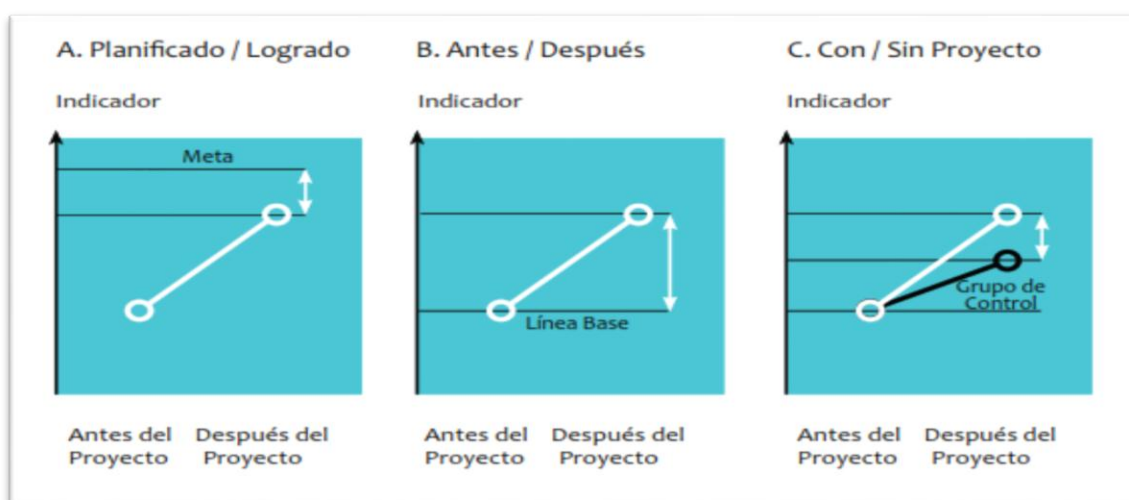 A. Planificado / Logrado
Indicador
Meta
Antes del Después del
Proyecto Proyecto
B. Antes / Después
Indicador
Línea Base
Antes del Después del
Proyecto Proyecto
C. Con / Sin Proyecto
Indicador
Grupo de
Control
Antes del Después del
Proyecto Proyecto